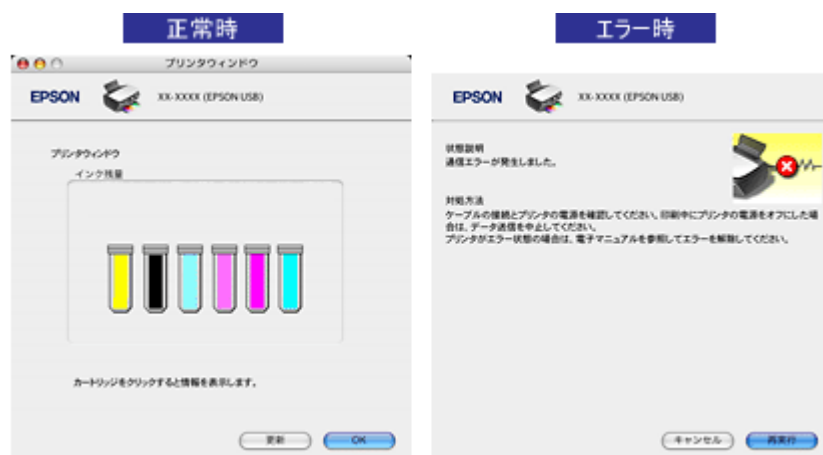 正常時
プリンタウィンドウ
EPSON
XX-XXXX (EPSON USB)
プリンタウィンドウ
インク残量
カートリッジをクリックすると情報を表示します。
更新
OK
エラー時
EPSON
XX-XXXX (EPSON USB)
状態説明
通信エラーが発生しました。
対処方法
ケーブルの接続とプリンタの電源を確認してください。印刷中にプリンタの電源をオフにした場
合は、データ送信を中止してください。
プリンタがエラー状態の場合は、電子マニュアルを参照してエラーを解除してください。
キャンセル
再実行